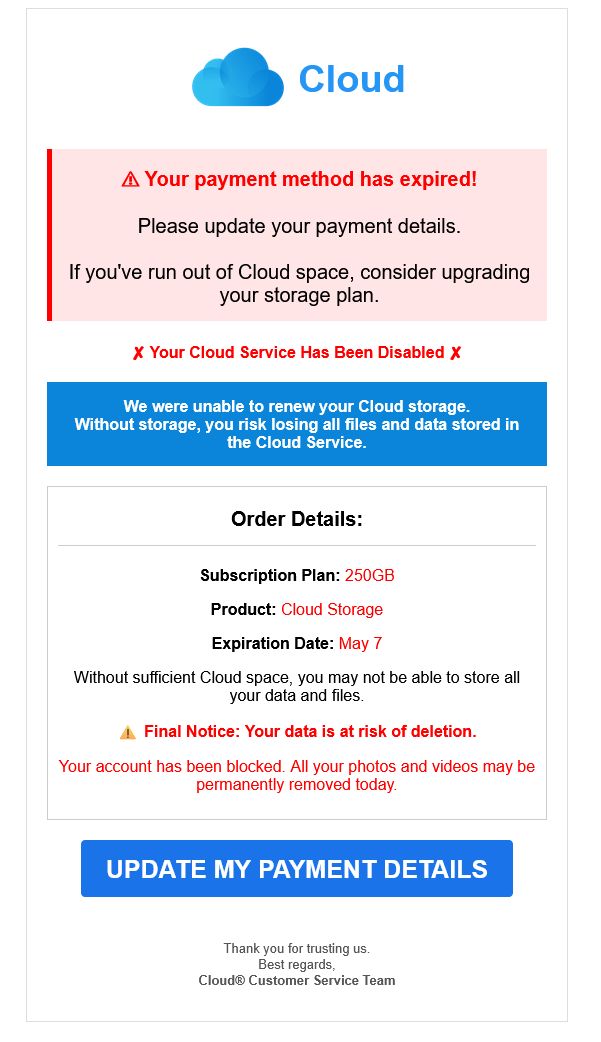 Cloud
⚠ Your payment method has expired!
Please update your payment details.
If you've run out of Cloud space, consider upgrading
your storage plan.
✘ Your Cloud Service Has Been Disabled ✘
We were unable to renew your Cloud storage.
Without storage, you risk losing all files and data stored in
the Cloud Service.
Order Details:
Subscription Plan: 250GB
Product: Cloud Storage
Expiration Date: May 7
Without sufficient Cloud space, you may not be able to store all
your data and files.
⚠ Final Notice: Your data is at risk of deletion.
Your account has been blocked. All your photos and videos may be
permanently removed today.
UPDATE MY PAYMENT DETAILS
Thank you for trusting us.
Best regards,
Cloud® Customer Service Team